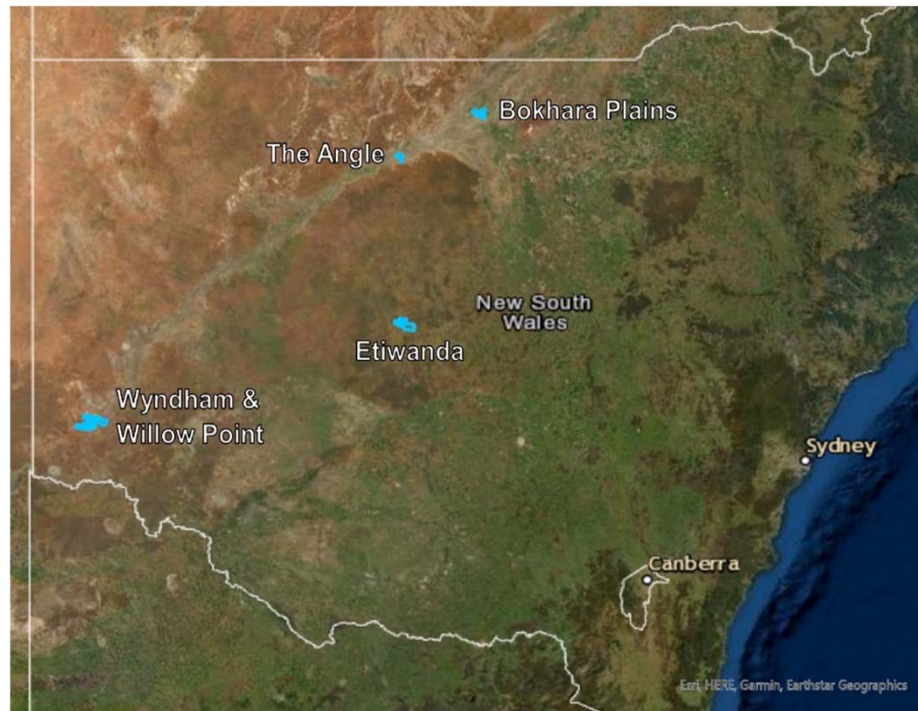 Bokhara Plains
The Angle
New South
Wales
Etiwanda
Wyndham &
Willow Point
Sydney
Canberra
Esri, HERE, Garmin, Earthstar Geographics